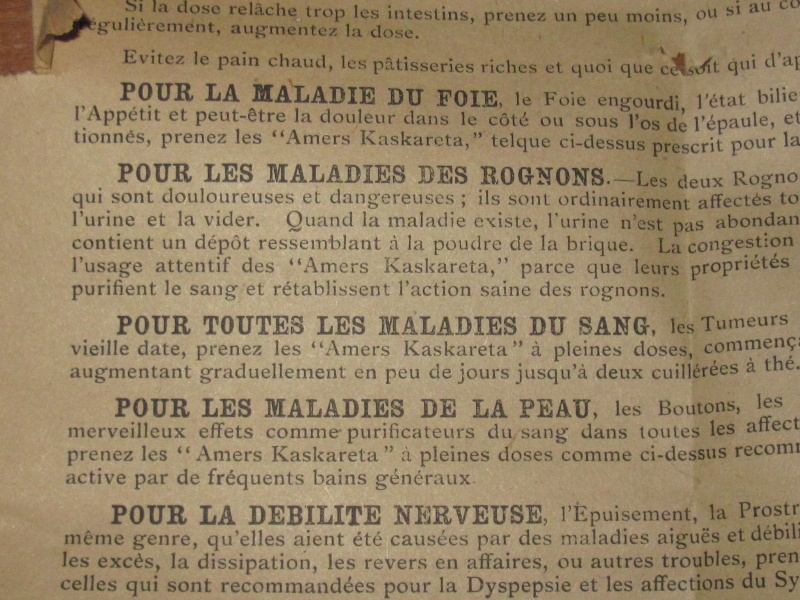 Si la dose relâche trop les intestins, prenez un peu moins, ou si au
régulièrement, augmentez la dose.
Evitez le pain chaud, les pâtisseries riches et quoi que ce soit qui d'ap
POUR LA MALADIE DU FOIE, le Foie engourdi, l'état bilie
l'Appétit et peut-être la douleur dans le côté ou sous l'os de l'épaule, et
tionnés, prenez les "Amers Kaskareta," telque ci-dessus prescrit pour la
POUR LES MALADIES DES ROGNONS.—Les deux Rogno
qui sont douloureuses et dangereuses ; ils sont ordinairement affectés to
l'urine et la vider. Quand la maladie existe, l'urine n'est pas abondan
contient un dépôt ressemblant à la poudre de la brique. La congestion
l'usage attentif des "Amers Kaskareta," parce que leurs propriétés
purifient le sang et rétablissent l'action saine des rognons.
POUR TOUTES LES MALADIES DU SANG, les Tumeurs
vieille date, prenez les "Amers Kaskareta" à pleines doses, commenç
augmentant graduellement en peu de jours jusqu'à deux cuillérées à thé.
POUR LES MALADIES DE LA PEAU, les Boutons, les
merveilleux effets comme purificateurs du sang dans toutes les affect
prenez les "Amers Kaskareta" à pleines doses comme ci-dessus recom
active par de fréquents bains généraux.
POUR LA DEBILITE NERVEUSE, l'Épuisement, la Prostr
même genre, qu'elles aient été causées par des maladies aiguës et débili
les excès, la dissipation, les revers en affaires, ou autres troubles, pren
celles qui sont recommandées pour la Dyspepsie et les affections du Sy